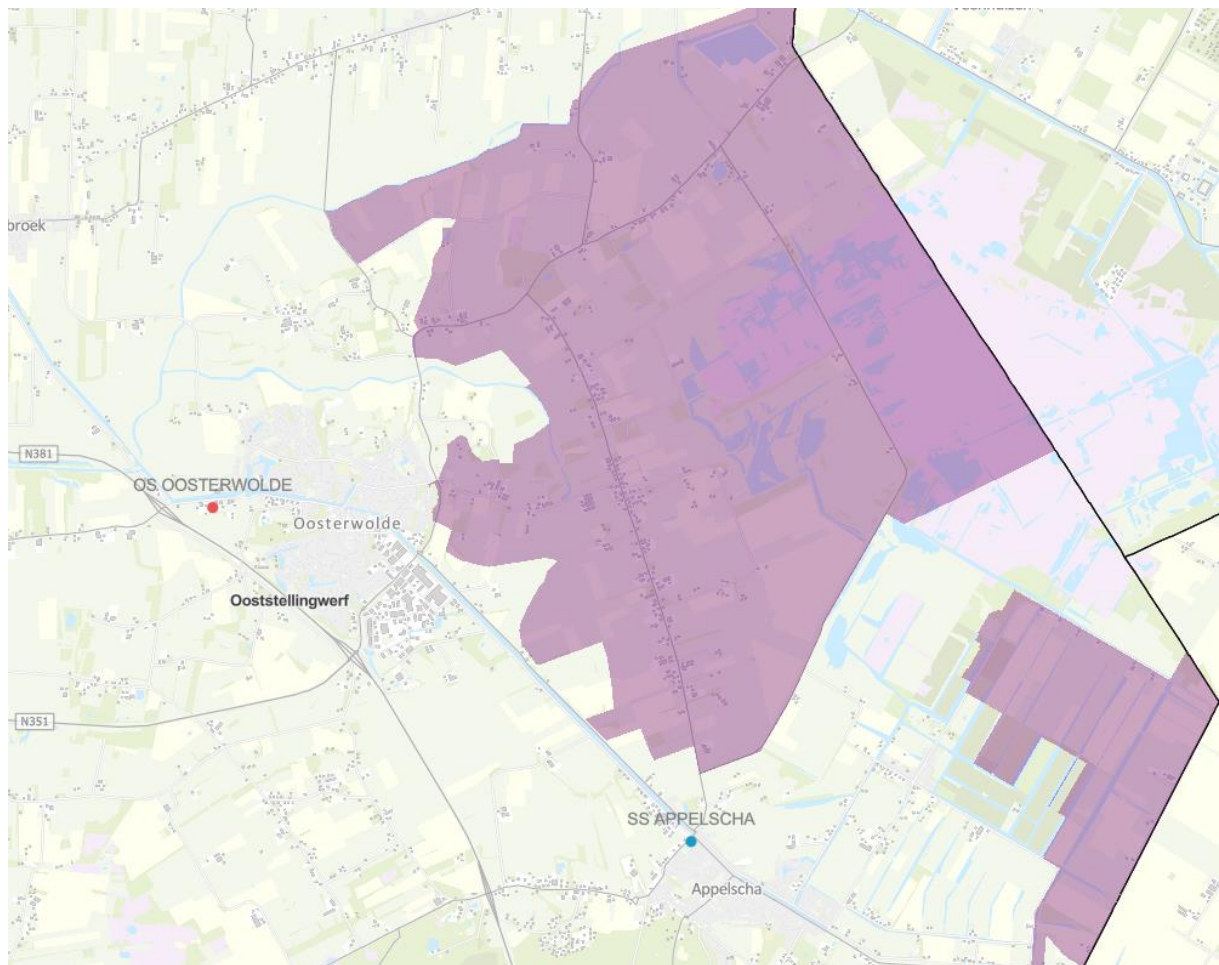 broek
N381
OS OOSTERWOLDE
Oosterwolde
Ooststellingwerf
N351
SS APPELSCHA
Appelscha